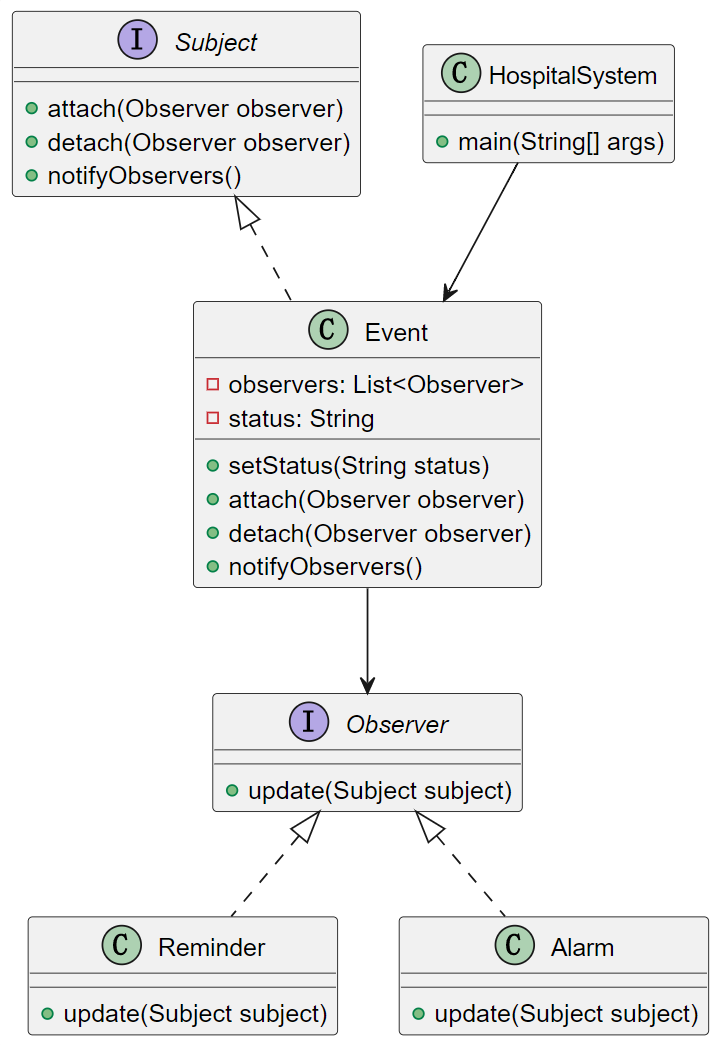 I Subject
attach(Observer observer)
detach(Observer observer)
notifyObservers()
C HospitalSystem
main(String[] args)
C Event
observers: List<Observer>
status: String
setStatus(String status)
attach(Observer observer)
detach(Observer observer)
notifyObservers()
I Observer
update(Subject subject)
C Reminder
update(Subject subject)
C Alarm
update(Subject subject)